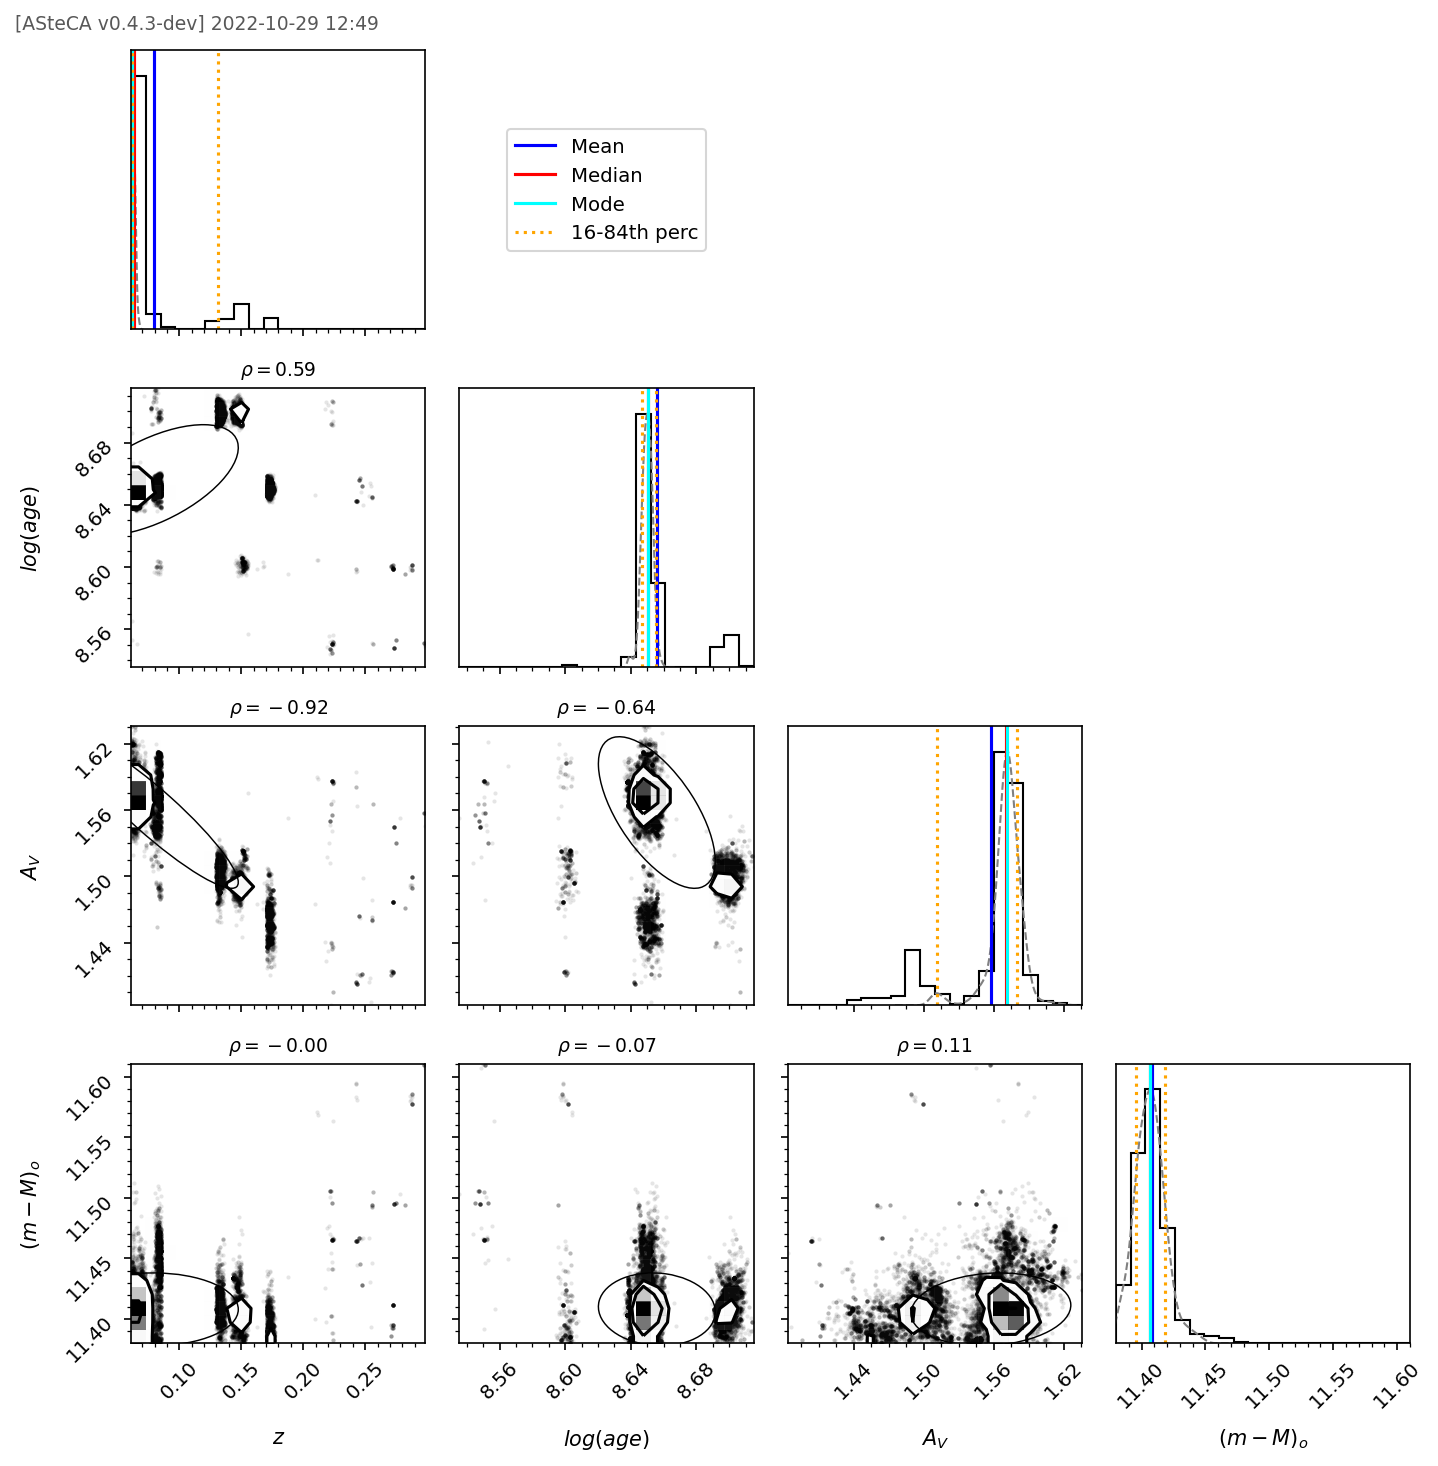 [ASteCA v0.4.3-dev] 2022-10-29 12:49
Mean
Median
Mode
16-84th perc
ρ = 0.59
8.68
8.64
8.60
8.56
log(age)
ρ = −0.92
ρ = −0.64
1.62
1.56
1.50
1.44
A_V
ρ = −0.00
ρ = −0.07
ρ = 0.11
11.60
11.55
11.50
11.45
11.40
(m − M)_o
0.10 0.15 0.20 0.25
8.56 8.60 8.64 8.68
1.44 1.50 1.56 1.62
11.40 11.45 11.50 11.55 11.60
z
log(age)
A_V
(m − M)_o